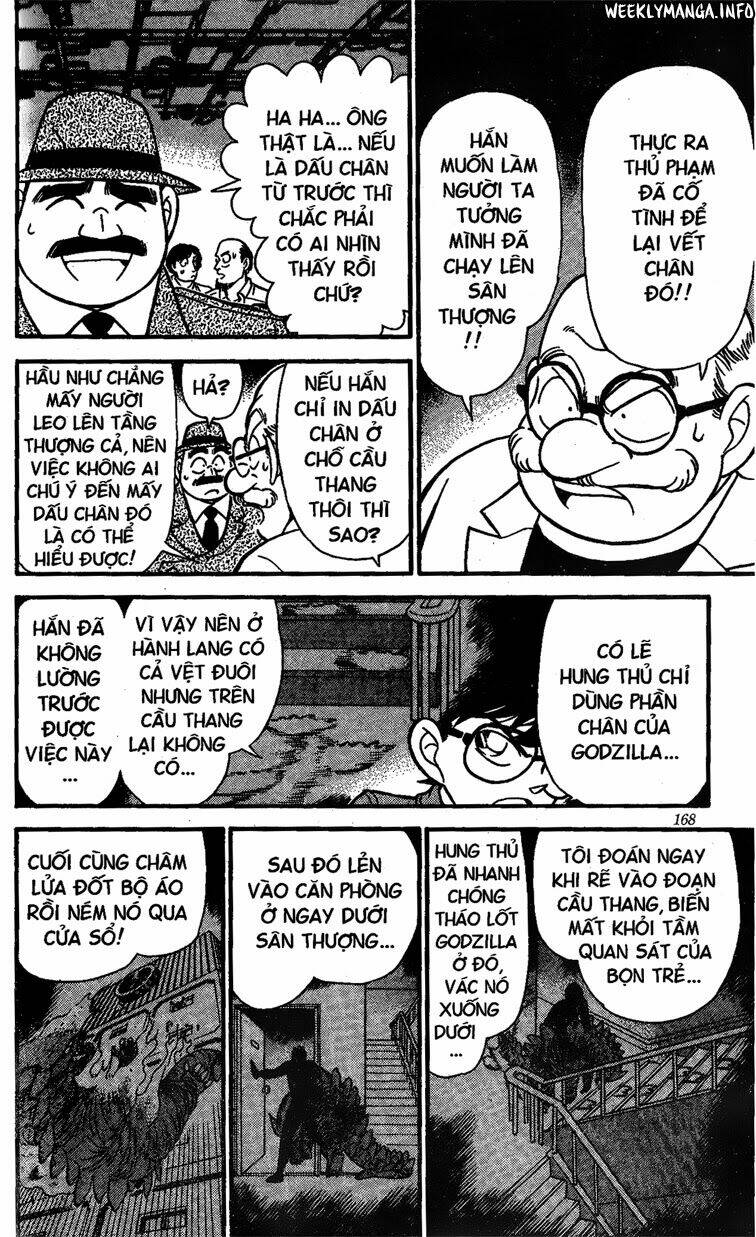 WEEKLYMANGA.INFO
THỰC RA
THỦ PHẠM
ĐÃ CỐ
TÌNH ĐỂ
LẠI VẾT
CHÂN
ĐÓ!!
HẮN
MUỐN LÀM
NGƯỜI TA
TƯỞNG
MÌNH ĐÃ
CHẠY LÊN
SÂN
THƯỢNG
!!
HA HA... ÔNG
THẬT LÀ... NẾU
LÀ DẤU CHÂN
TỪ TRƯỚC THÌ
CHẮC PHẢI
CÓ AI NHÌN
THẤY RỒI
CHỨ?
NẾU HẮN
CHỈ IN DẤU
CHÂN Ở
CHỖ CẦU
THANG
THÔI THÌ
SAO?
HẢ?
HẦU NHƯ CHẲNG
MẤY NGƯỜI
LEO LÊN TẦNG
THƯỢNG CẢ, NÊN
VIỆC KHÔNG AI
CHÚ Ý ĐẾN MẤY
DẤU CHÂN ĐÓ
LÀ CÓ THỂ
HIỂU ĐƯỢC!
CÓ LẼ
HUNG THỦ CHỈ
DÙNG PHẦN
CHÂN CỦA
GODZILLA...
VÌ VẬY NÊN Ở
HÀNH LANG CÓ
CẢ VỆT ĐUÔI
NHƯNG TRÊN
CẦU THANG
LẠI KHÔNG
CÓ...
HẮN ĐÃ
KHÔNG
LƯỜNG
TRƯỚC
ĐƯỢC
VIỆC NÀY
...
168
TÔI ĐOÁN NGAY
KHI RẼ VÀO ĐOẠN
CẦU THANG, BIẾN
MẤT KHỎI TẦM
QUAN SÁT CỦA
BỌN TRẺ...
HUNG THỦ
ĐÃ NHANH
CHÓNG
THÁO LỐT
GODZILLA
Ở ĐÓ,
VÁC NÓ
XUỐNG
DƯỚI
...
SAU ĐÓ LẺN
VÀO CĂN PHÒNG
Ở NGAY DƯỚI
SÂN THƯỢNG...
CUỐI CÙNG CHÂM
LỬA ĐỐT BỘ ÁO
RỒI NÉM NÓ QUA
CỬA SỔ!